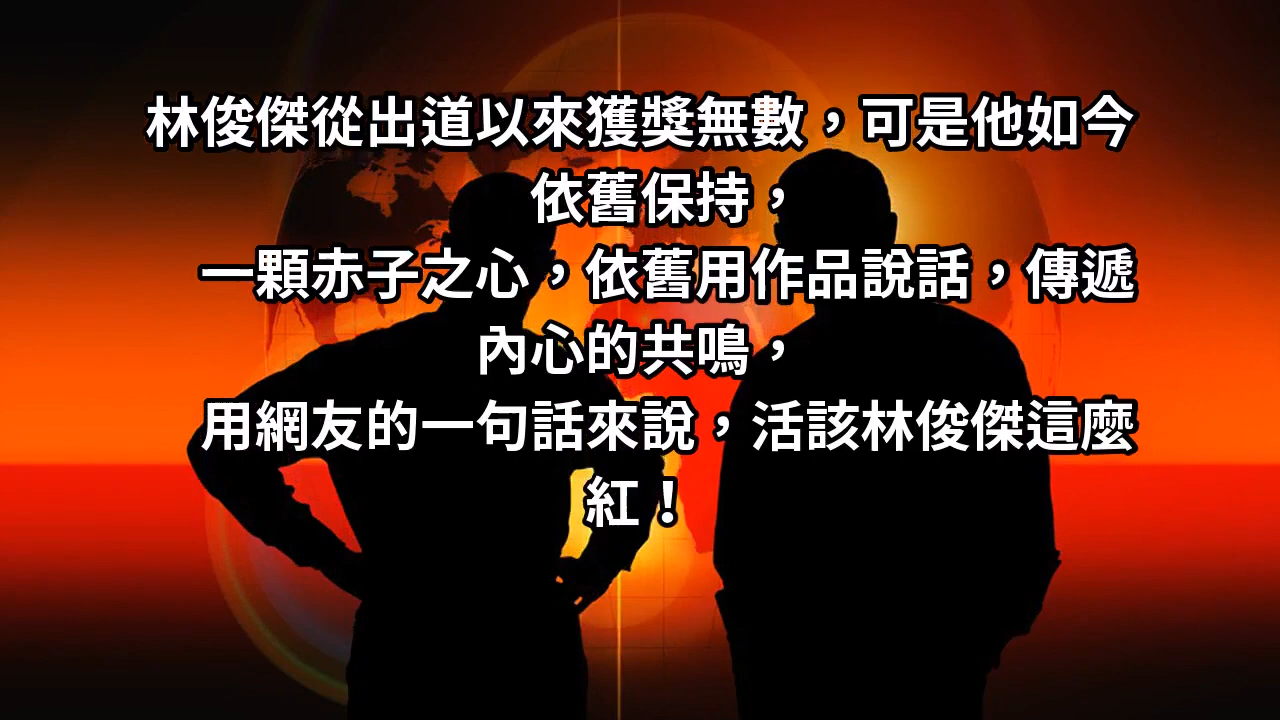 林俊傑從出道以來獲獎無數，可是他如今
依舊保持，
一顆赤子之心，依舊用作品說話，傳遞
內心的共鳴，
用網友的一句話來說，活該林俊傑這麼
紅！